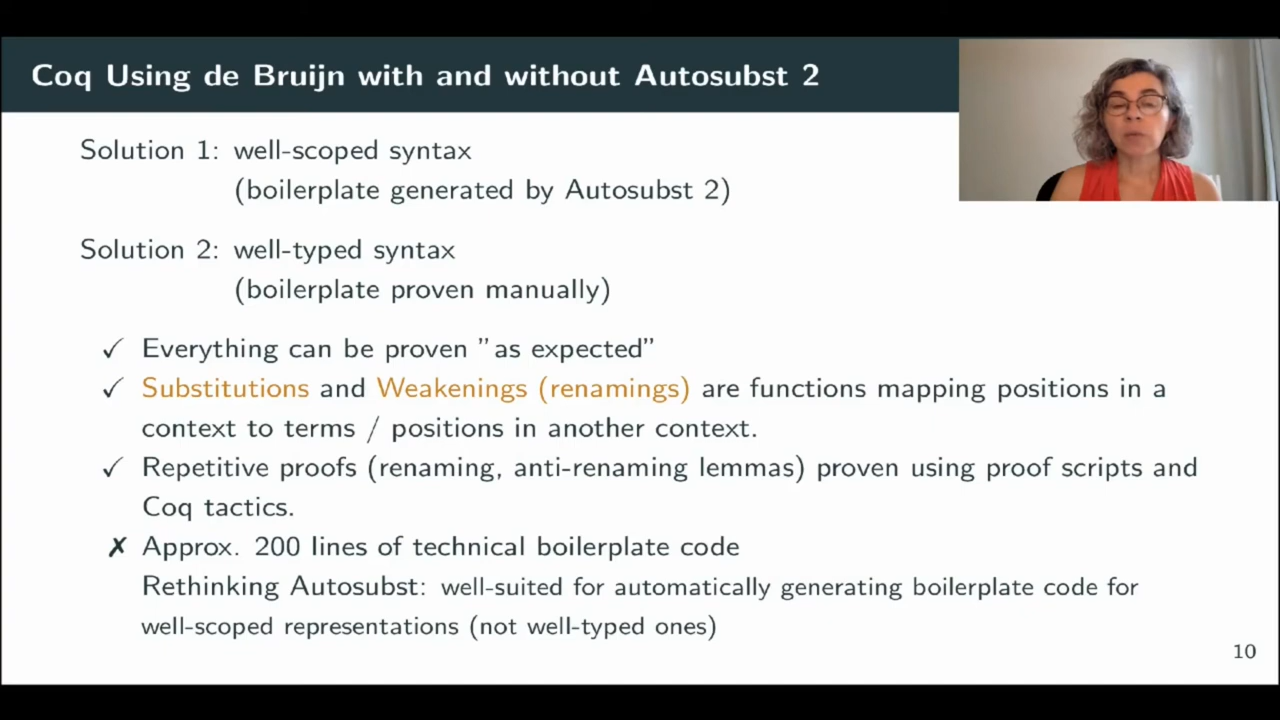 Coq Using de Bruijn with and without Autosubst 2
Solution 1: well-scoped syntax
(boilerplate generated by Autosubst 2)
Solution 2: well-typed syntax
(boilerplate proven manually)
✓ Everything can be proven ”as expected”
✓ Substitutions and Weakenings (renamings) are functions mapping positions in a
context to terms / positions in another context.
✓ Repetitive proofs (renaming, anti-renaming lemmas) proven using proof scripts and
Coq tactics.
✗ Approx. 200 lines of technical boilerplate code
Rethinking Autosubst: well-suited for automatically generating boilerplate code for
well-scoped representations (not well-typed ones)
10